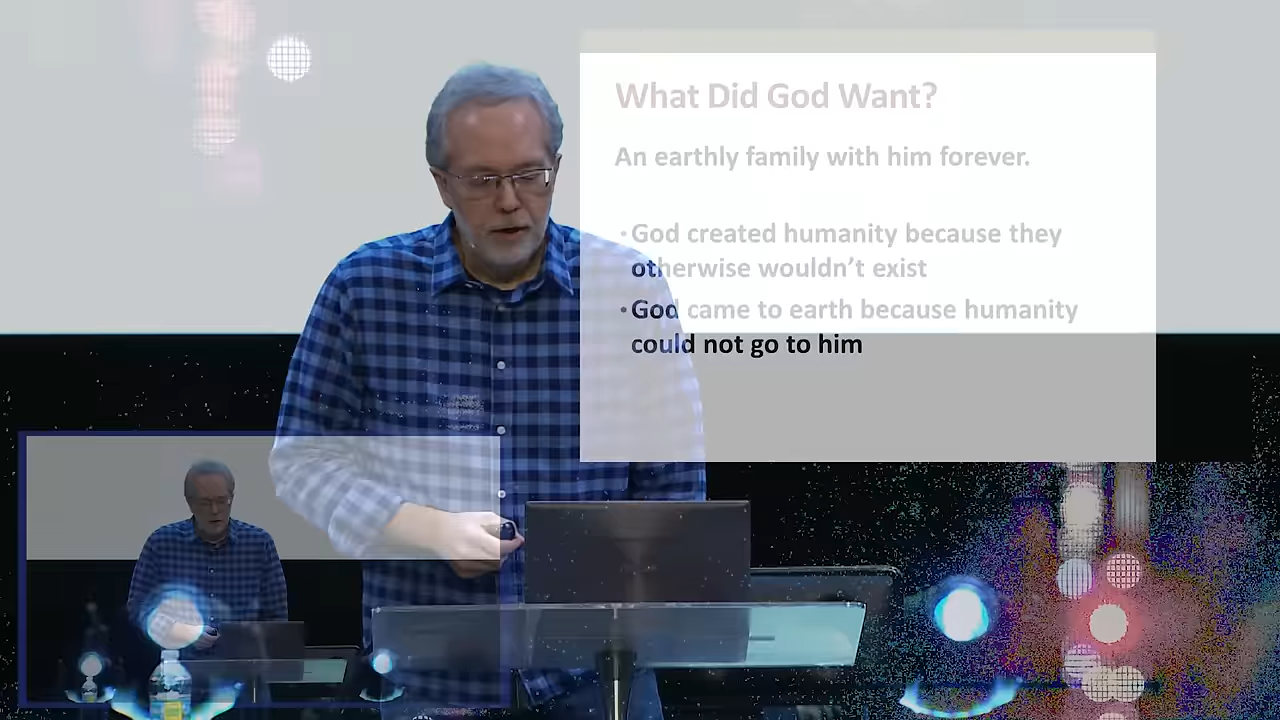 What Did God Want?
An earthly family with him forever.
•God created humanity because they
otherwise wouldn’t exist
•God came to earth because humanity
could not go to him